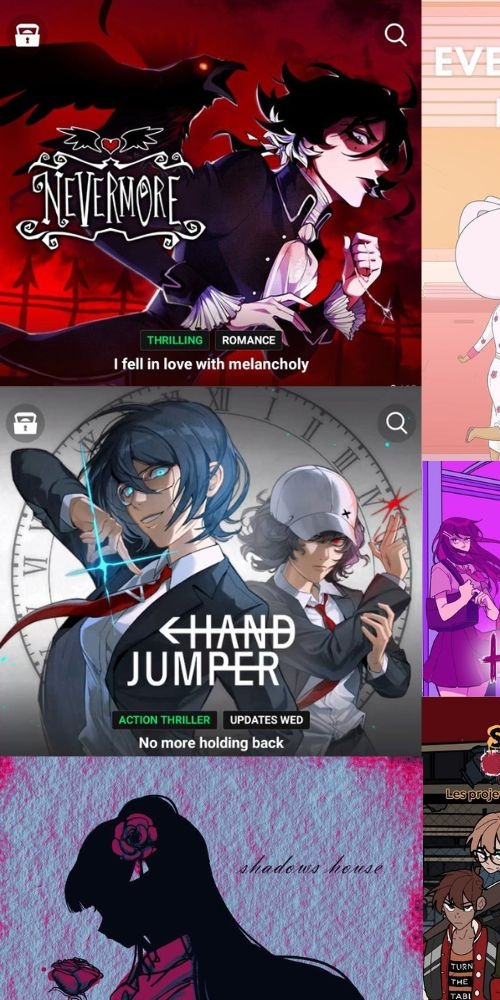 NEVERMORE
THRILLING ROMANCE
I fell in love with melancholy
HAND
JUMPER
ACTION THRILLER UPDATES WED
No more holding back
shadows house
EVE
Les proje
TURN
THE
TABL